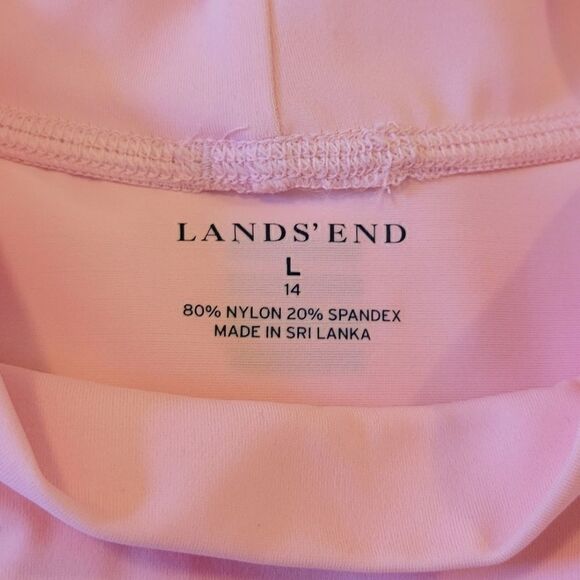 LANDS' END
L
14
80% NYLON 20% SPANDEX
MADE IN SRI LANKA